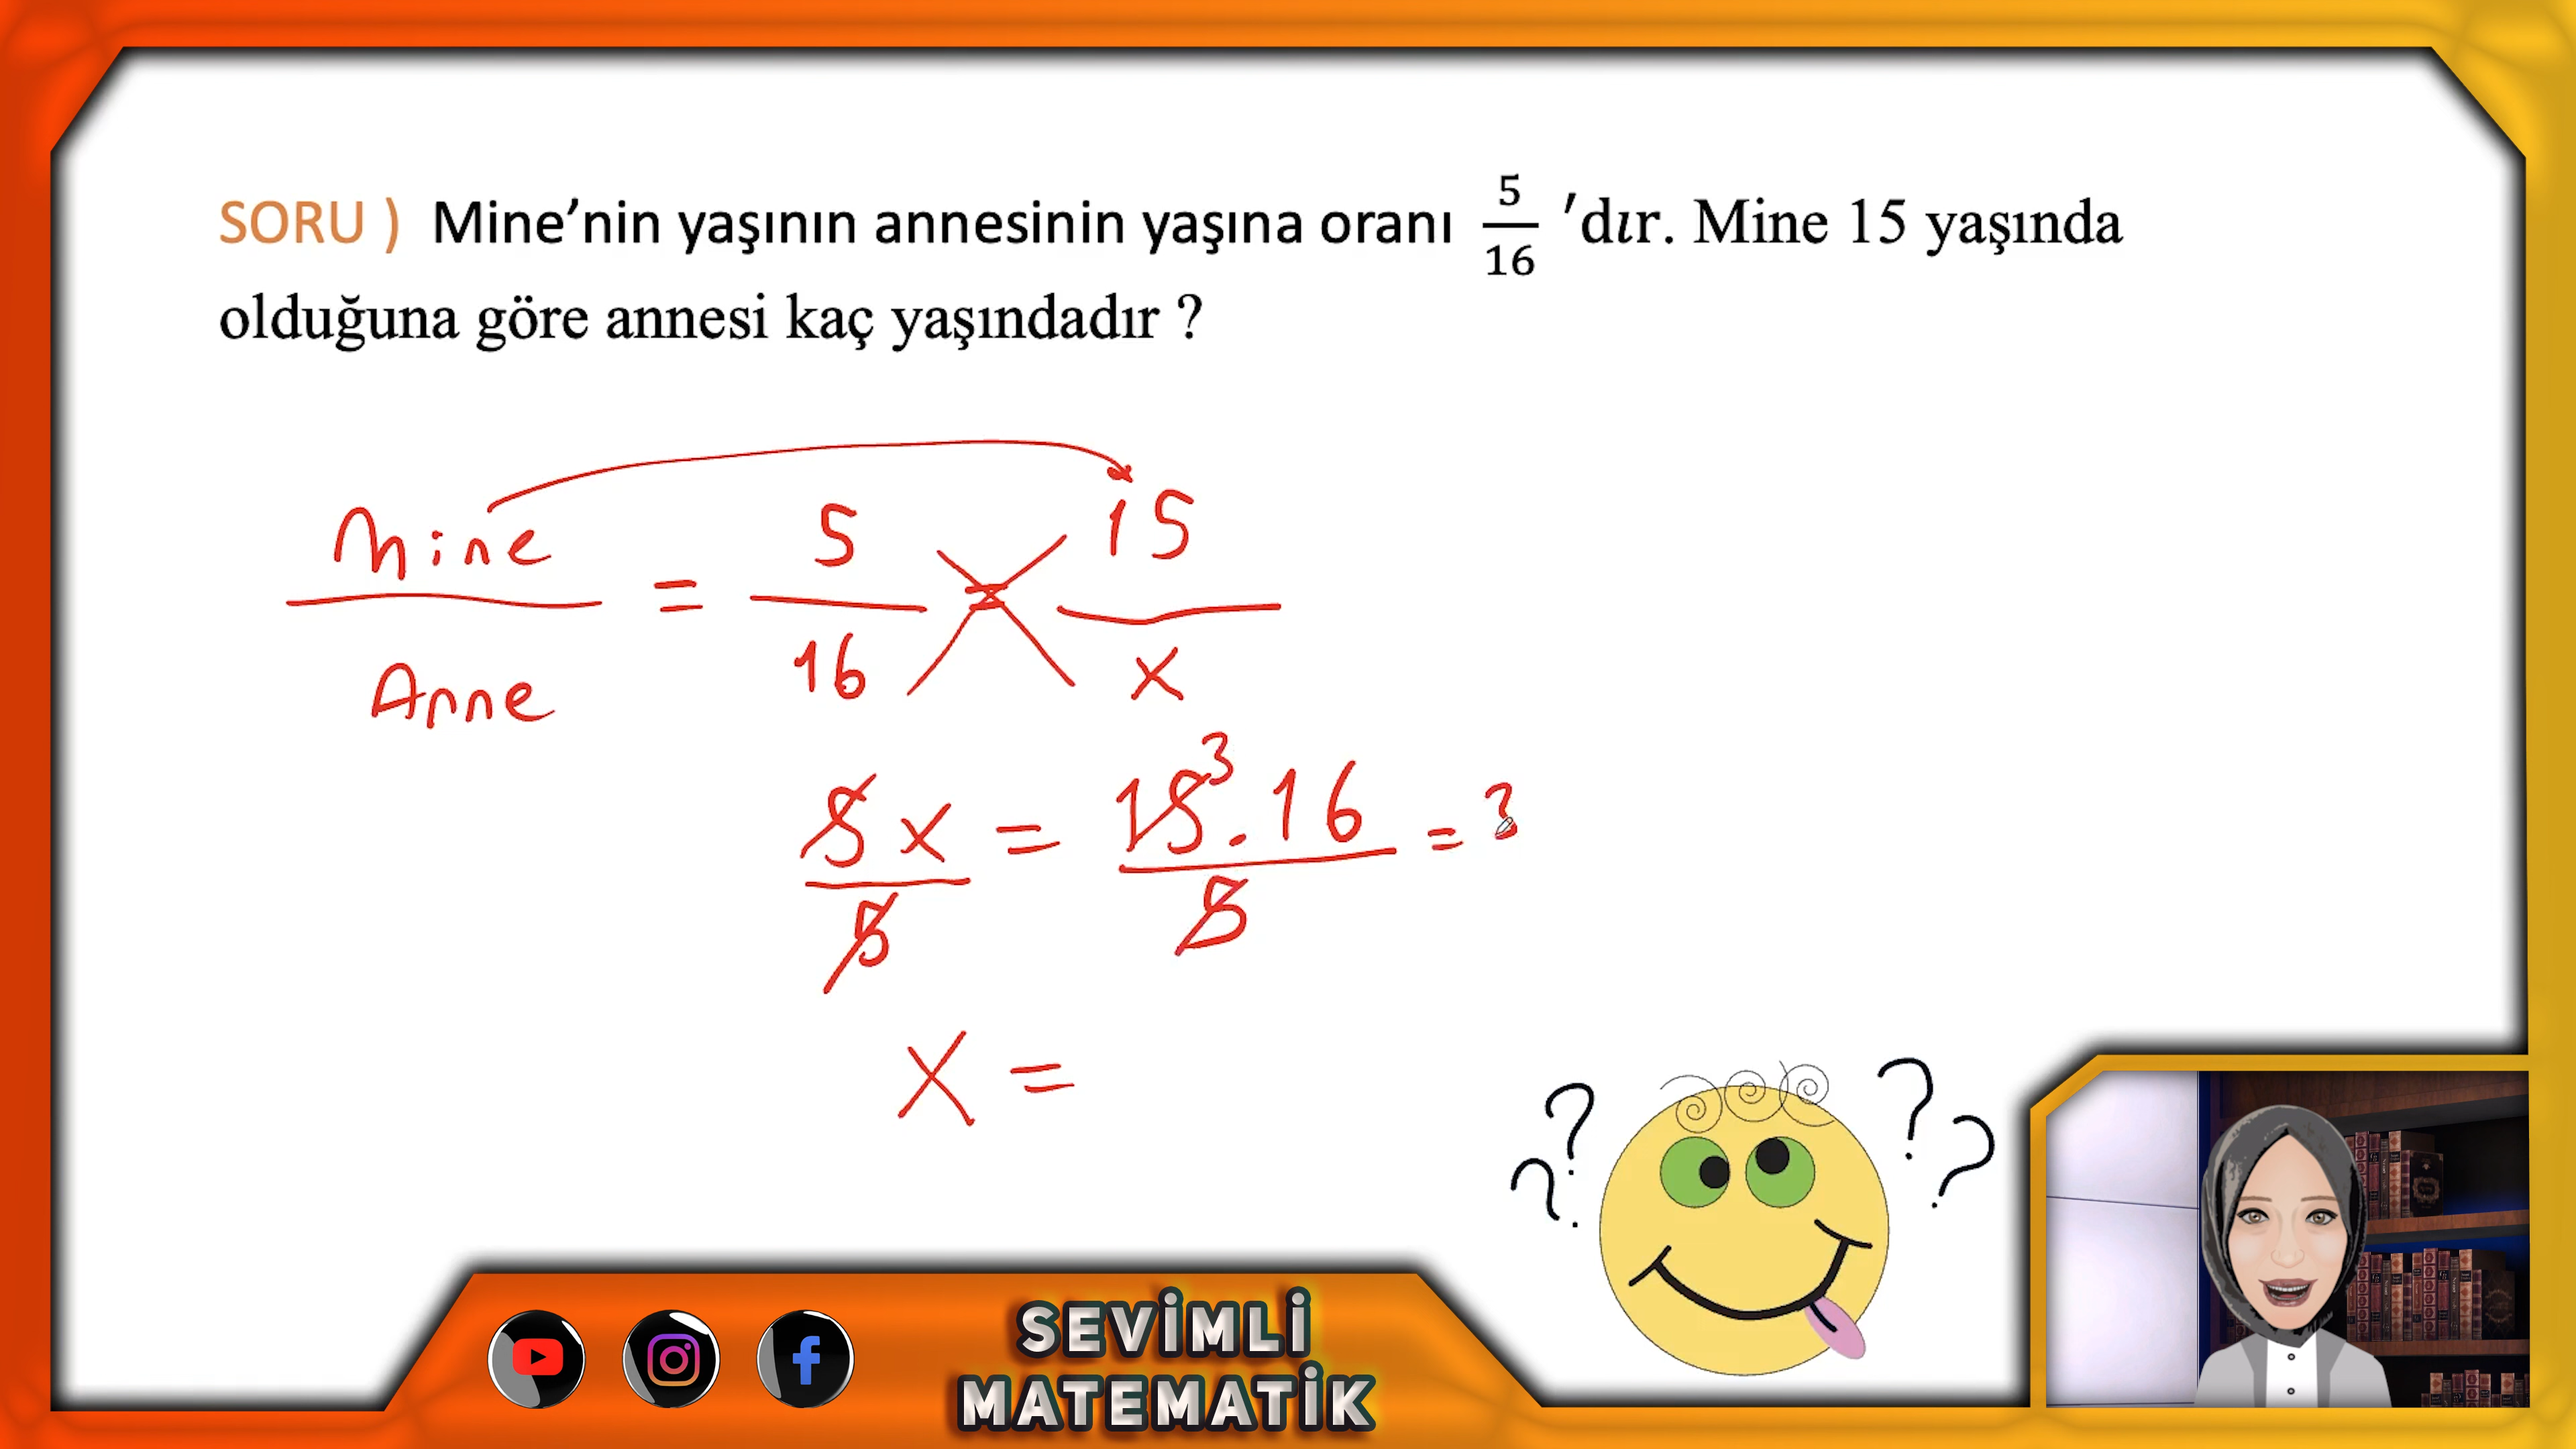 SORU ) Mine’nin yaşının annesinin yaşına oranı 5/16 ’dır. Mine 15 yaşında
olduğuna göre annesi kaç yaşındadır ?
Mine/Anne = 5/16 = 15/x
5x/5 = 15³.16/5 = 3
x =
? ? ? ?
SEVİMLİ
MATEMATİK